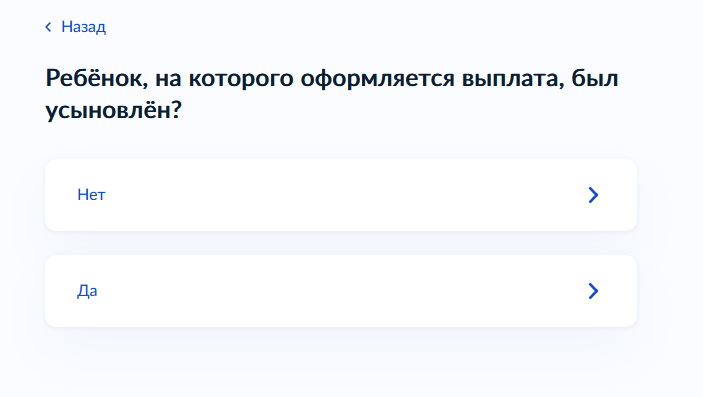 Назад
Ребёнок, на которого оформляется выплата, был
усыновлён?
Нет
Да